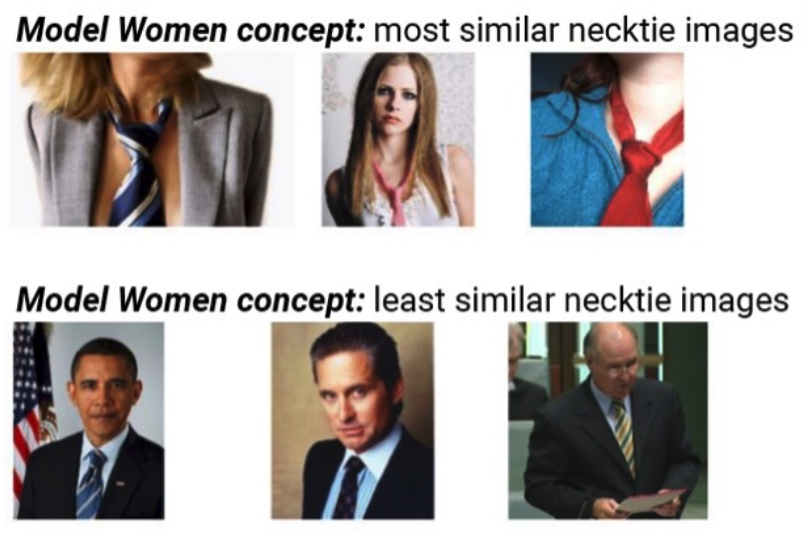 Model Women concept: most similar necktie images
Model Women concept: least similar necktie images